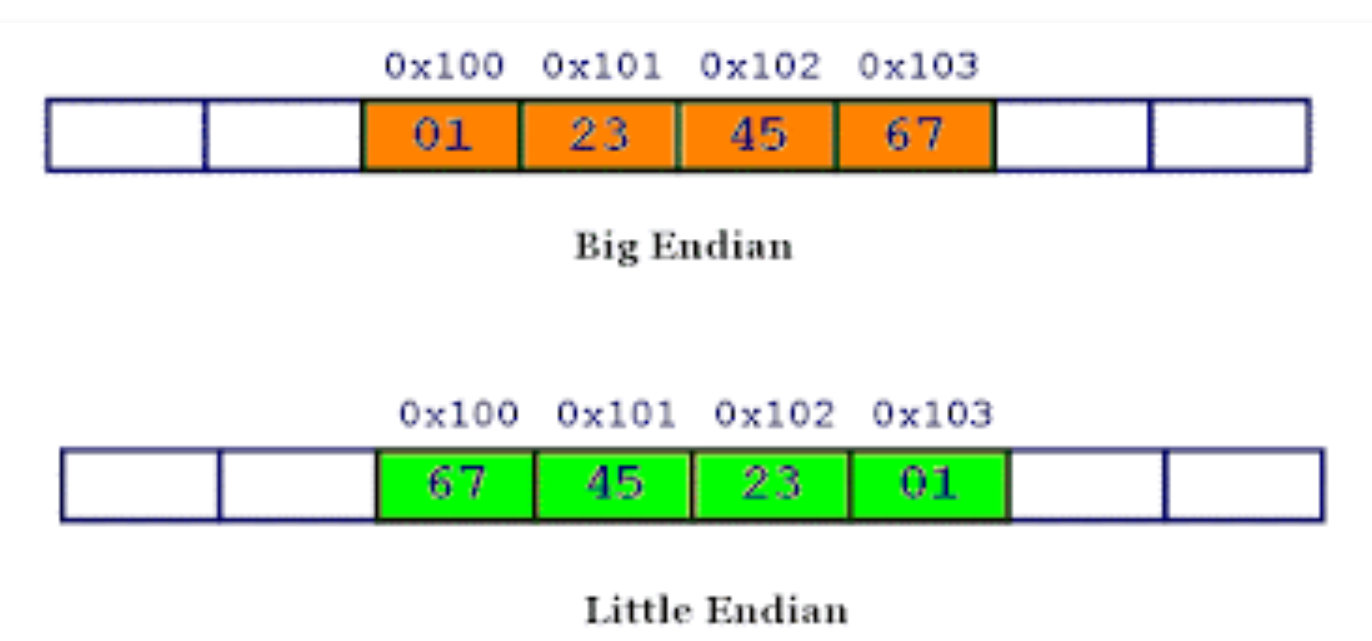 0x100 0x101 0x102 0x103
01 23 45 67
Big Endian
0x100 0x101 0x102 0x103
67 45 23 01
Little Endian